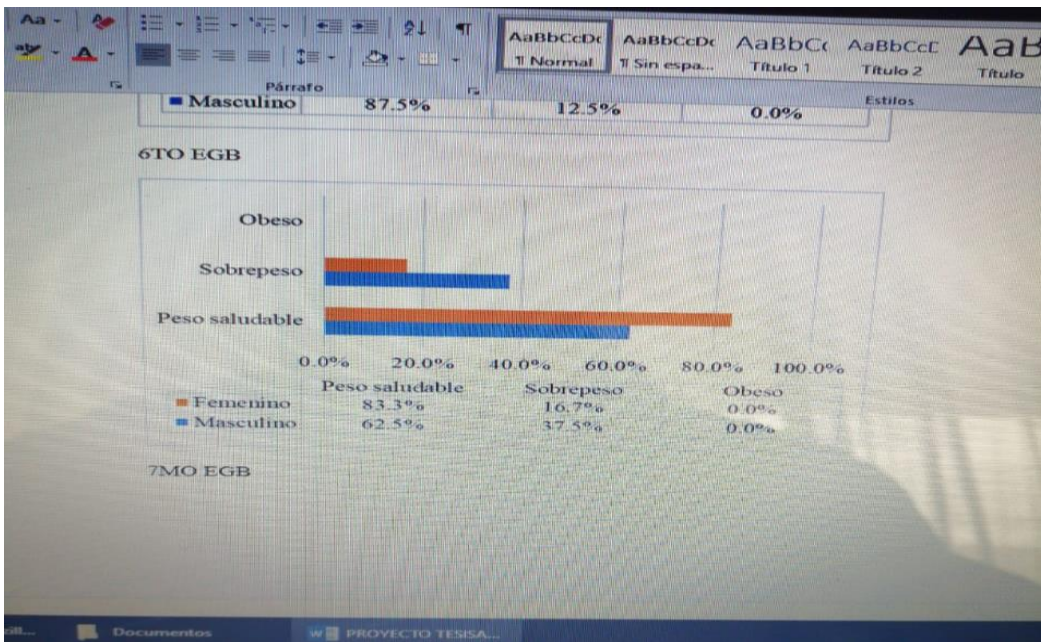 Aa
aby A
AaBbCcDc AaBbCcDc AaBbCc AaBbCcD AaB
¶ Normal ¶ Sin espa... Título 1 Título 2 Título
Párrafo Estilos
Masculino 87.5% 12.5% 0.0%
6TO EGB
Obeso
Sobrepeso
Peso saludable
0.0% 20.0% 40.0% 60.0% 80.0% 100.0%
Peso saludable Sobrepeso Obeso
Femenino 83.3% 16.7% 0.0%
Masculino 62.5% 37.5% 0.0%
7MO EGB
Documentos PROYECTO TESISA...